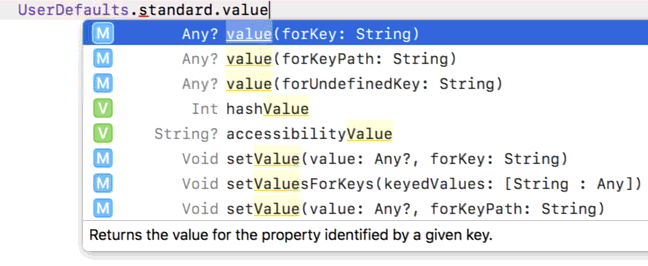 UserDefaults.standard.value
M Any? value(forKey: String)
M Any? value(forKeyPath: String)
M Any? value(forUndefinedKey: String)
V Int hashValue
V String? accessibilityValue
M Void setValue(value: Any?, forKey: String)
M Void setValuesForKeys(keyedValues: [String : Any])
M Void setValue(value: Any?, forKeyPath: String)
Returns the value for the property identified by a given key.